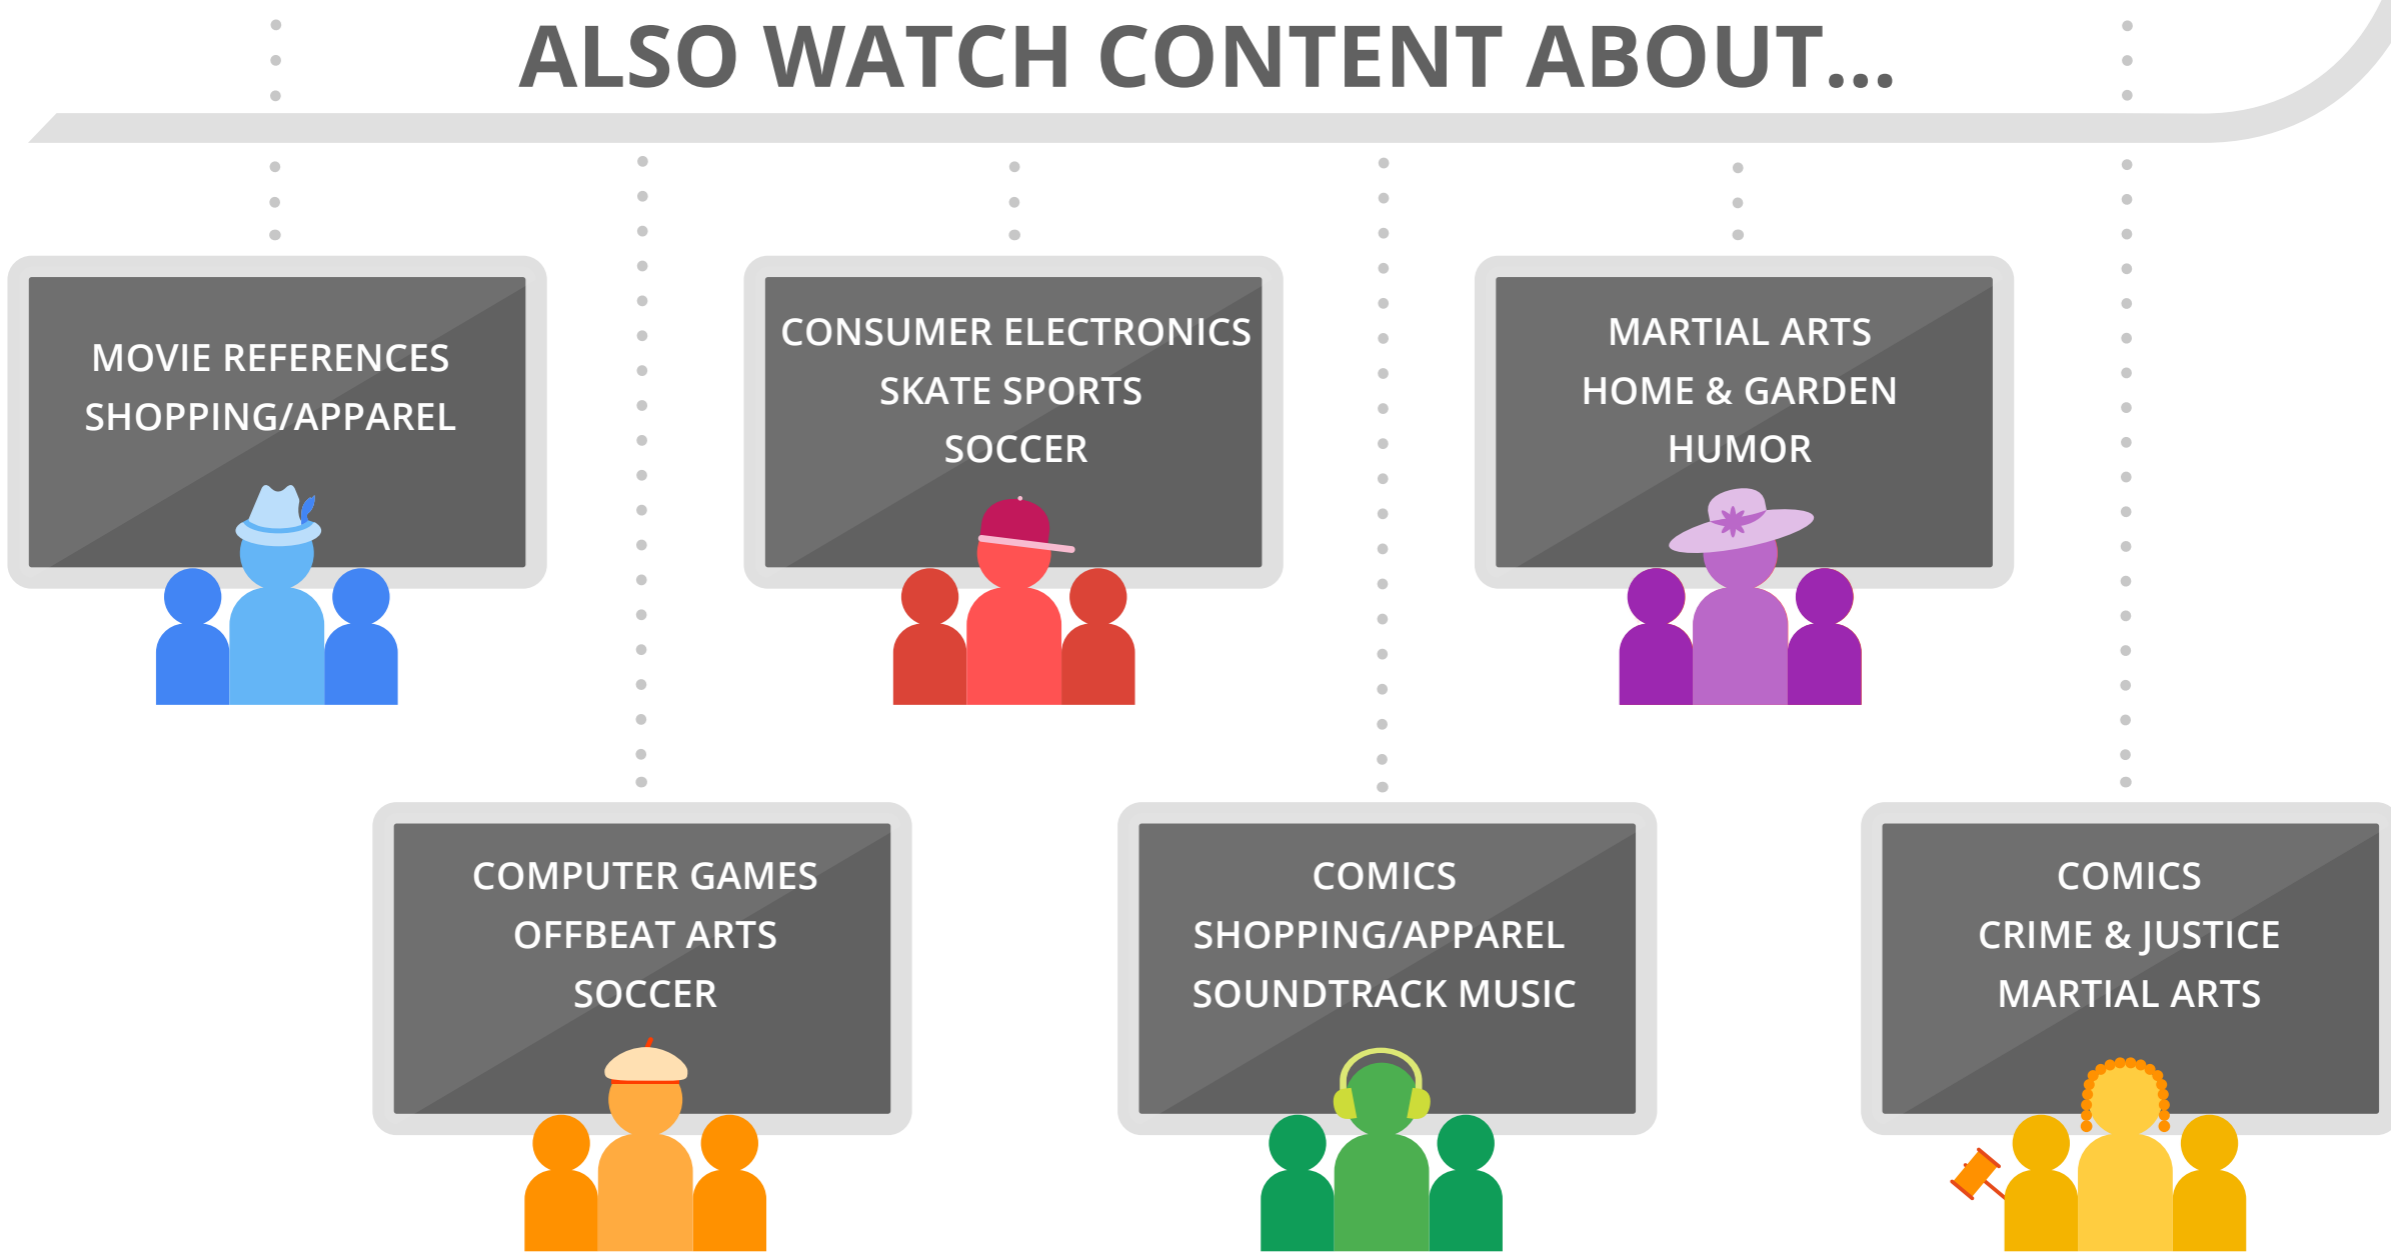 ALSO WATCH CONTENT ABOUT...
MOVIE REFERENCES
SHOPPING/APPAREL
CONSUMER ELECTRONICS
SKATE SPORTS
SOCCER
MARTIAL ARTS
HOME & GARDEN
HUMOR
COMPUTER GAMES
OFFBEAT ARTS
SOCCER
COMICS
SHOPPING/APPAREL
SOUNDTRACK MUSIC
COMICS
CRIME & JUSTICE
MARTIAL ARTS